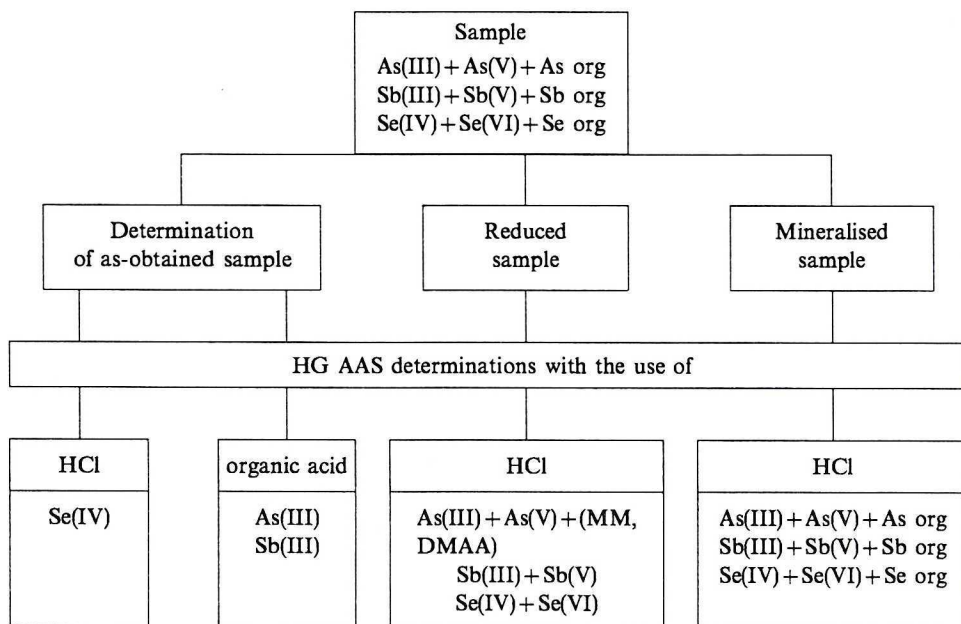 Sample
As(III)+As(V)+As org
Sb(III)+Sb(V)+Sb org
Se(IV)+Se(VI)+Se org
Determination
of as-obtained sample
Reduced
sample
Mineralised
sample
HG AAS determinations with the use of
HCl
Se(IV)
organic acid
As(III)
Sb(III)
HCl
As(III)+As(V)+(MM,
DMAA)
Sb(III)+Sb(V)
Se(IV)+Se(VI)
HCl
As(III)+As(V)+As org
Sb(III)+Sb(V)+Sb org
Se(IV)+Se(VI)+Se org